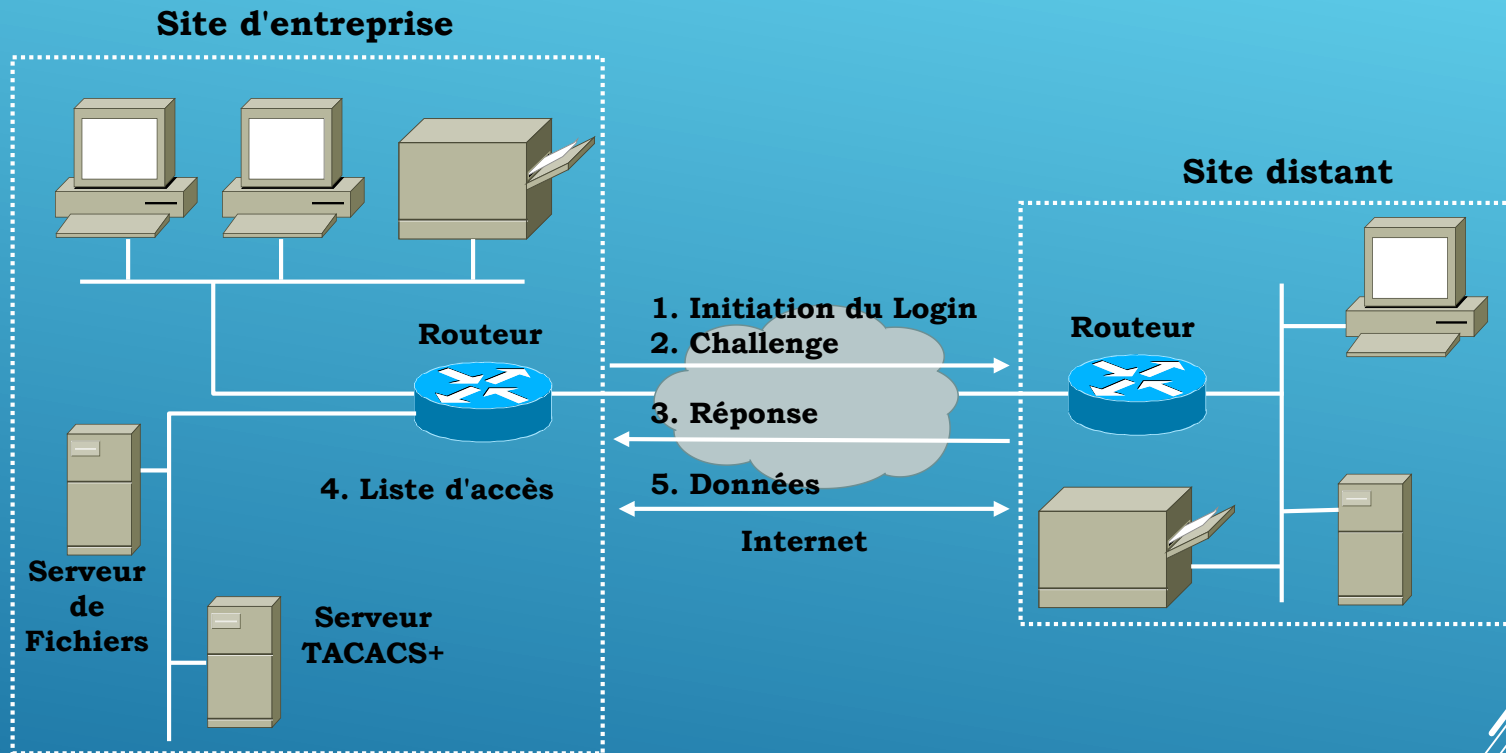 Site d'entreprise
Site distant
1. Initiation du Login
2. Challenge
Routeur
Routeur
3. Réponse
4. Liste d'accès
5. Données
Internet
Serveur
de
Fichiers
Serveur
TACACS+